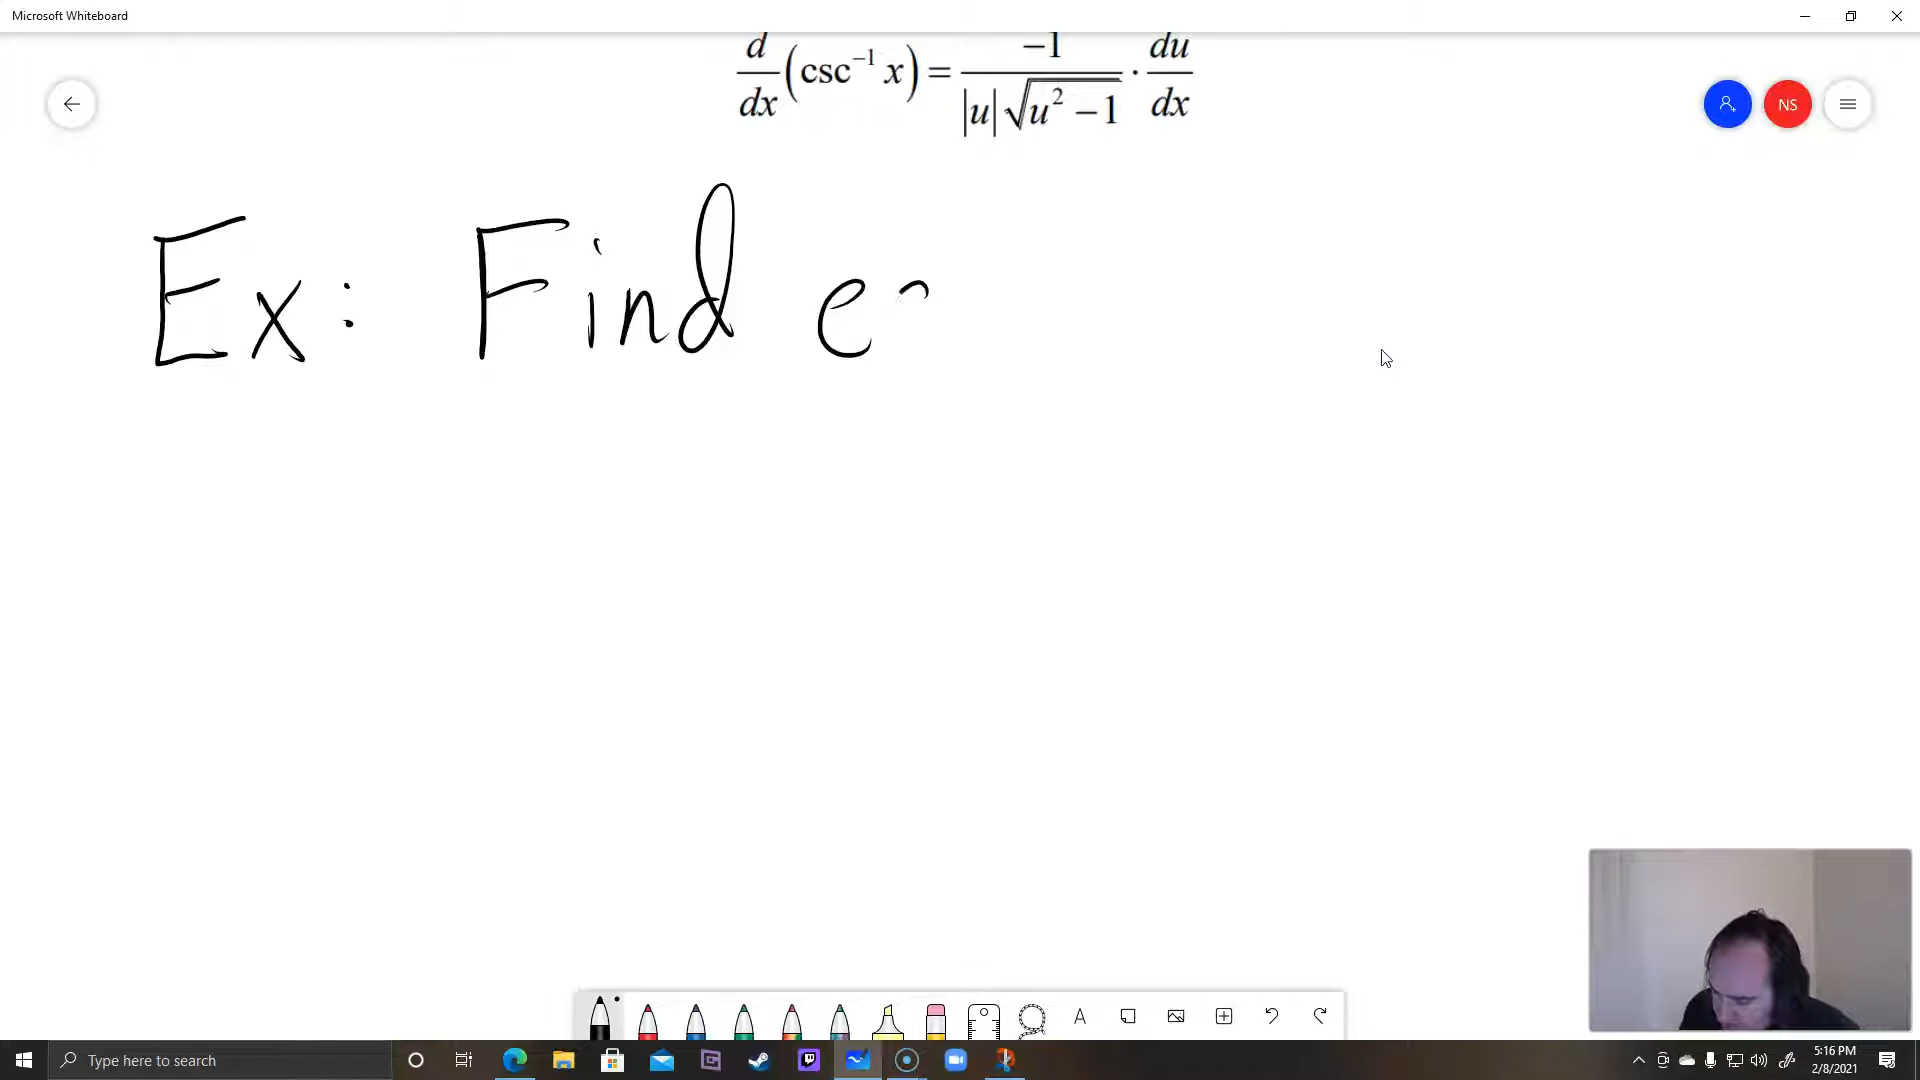 Microsoft Whiteboard
d/dx (csc⁻¹ x) = −1/(|u|√(u² − 1)) · du/dx
NS
Ex: Find e
A
Type here to search
5:16 PM
2/8/2021